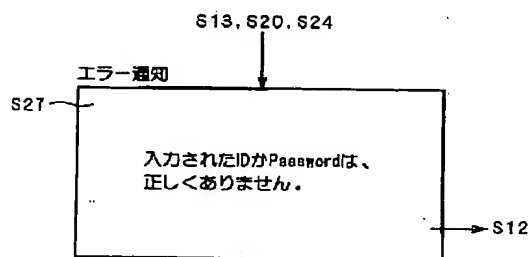 S13,S20.S24
エラー通知
S27
入力されたIDかPasswordは、
正しくありません.
S12